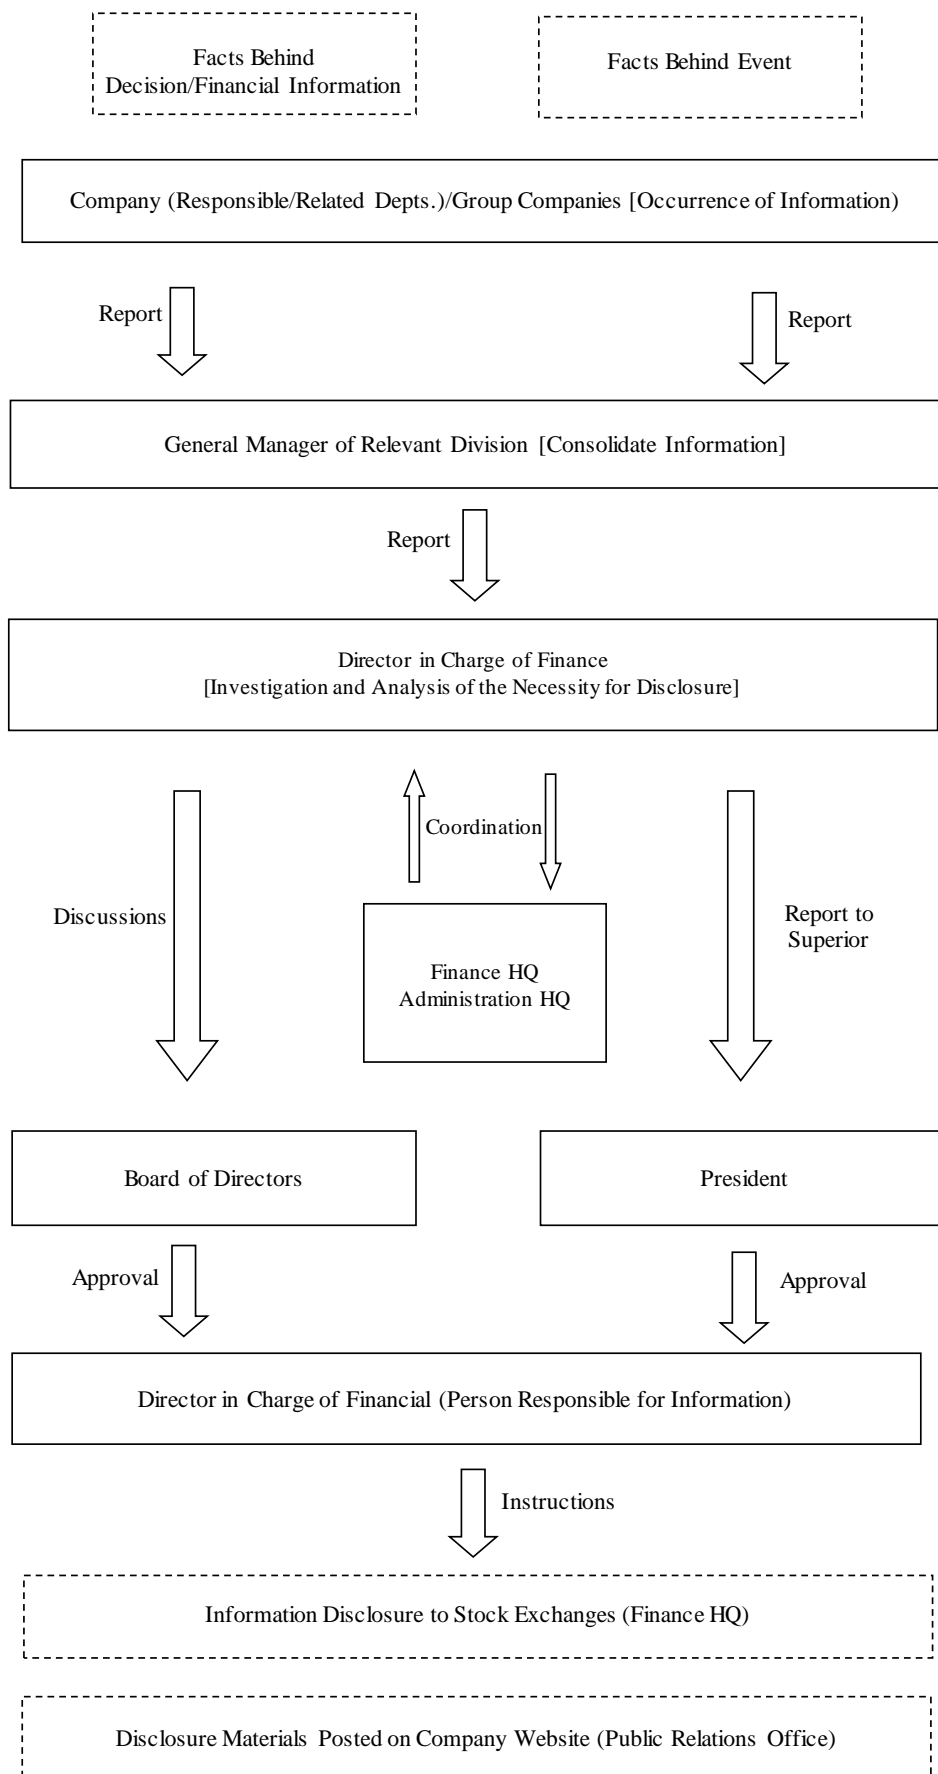 Facts Behind
Decision/Financial Information
Facts Behind Event
Company (Responsible/Related Depts.)/Group Companies [Occurrence of Information)
Report
Report
General Manager of Relevant Division [Consolidate Information]
Report
Director in Charge of Finance
[Investigation and Analysis of the Necessity for Disclosure]
Coordination
Discussions
Report to
Superior
Finance HQ
Administration HQ
Board of Directors
President
Approval
Approval
Director in Charge of Financial (Person Responsible for Information)
Instructions
Information Disclosure to Stock Exchanges (Finance HQ)
Disclosure Materials Posted on Company Website (Public Relations Office)